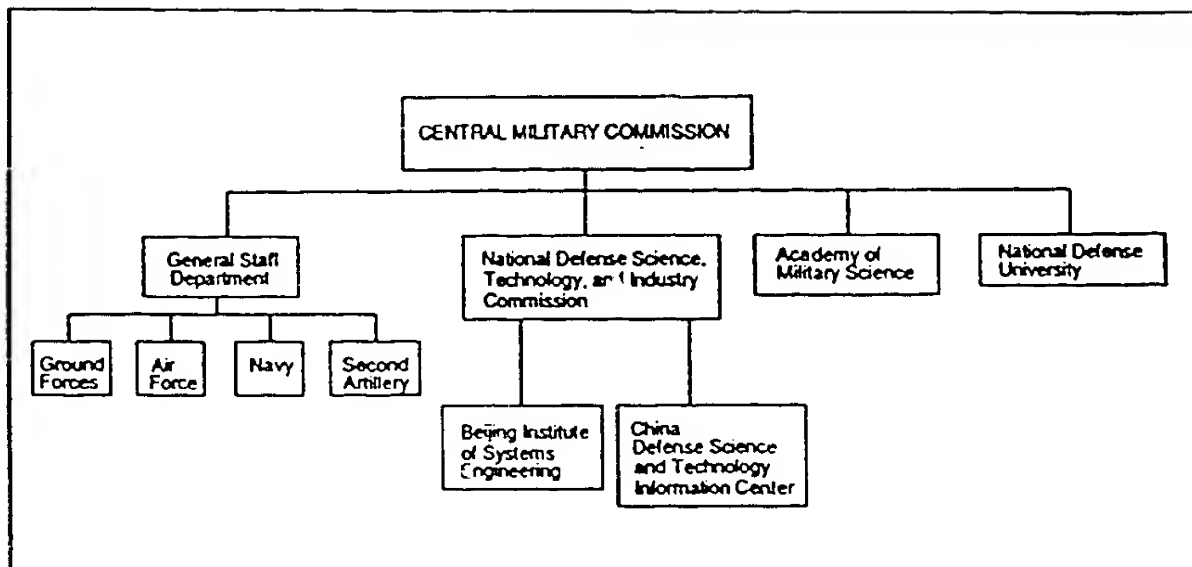 CENTRAL MILITARY COMMISSION
General Staff
Department
National Defense Science,
Technology, and Industry
Commission
Academy of
Military Science
National Defense
University
Ground
Forces
Air
Force
Navy
Second
Artillery
Beijing Institute
of Systems
Engineering
China
Defense Science
and Technology
Information Center